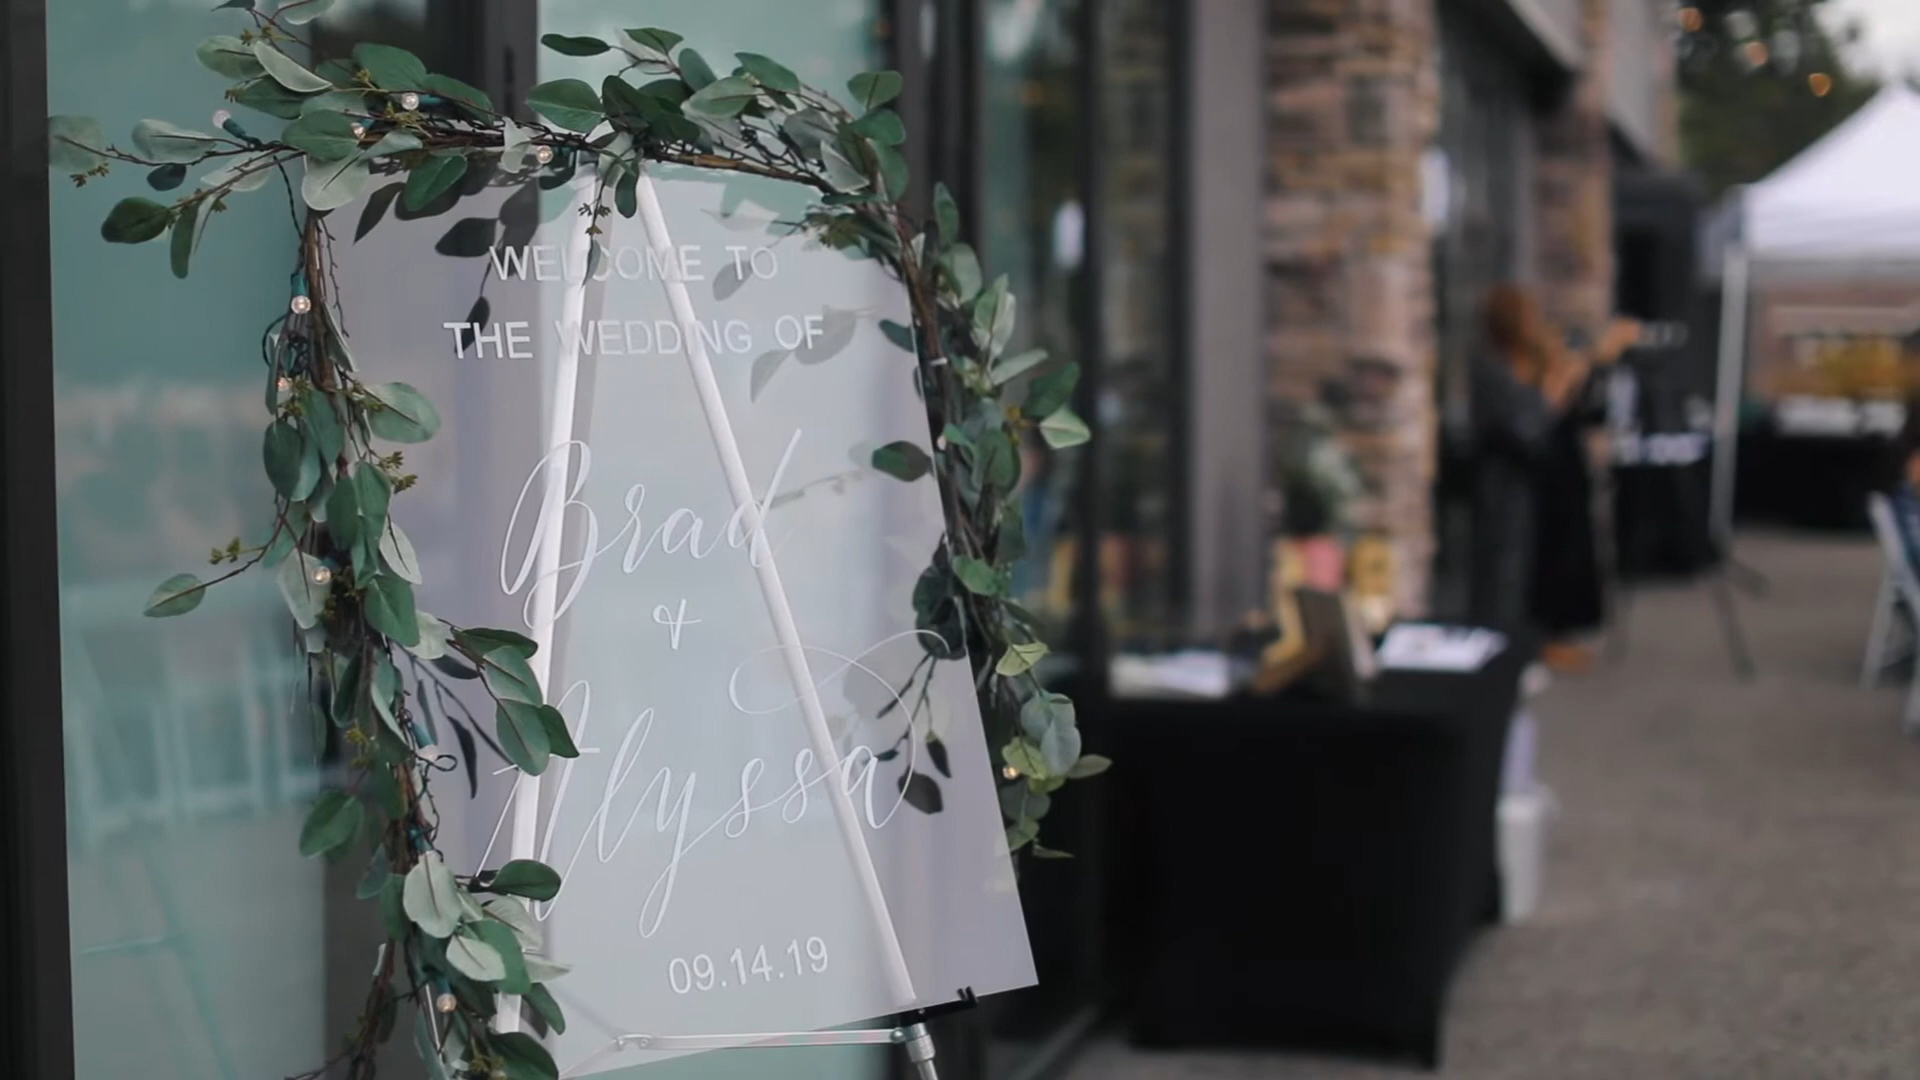 WELCOME TO
THE WEDDING OF
Brad
&
Alyssa
09.14.19